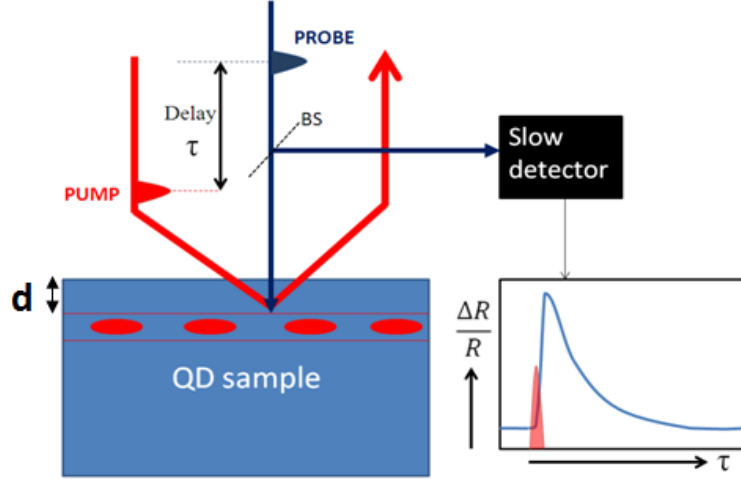 PROBE
Delay
τ
BS
PUMP
Slow
detector
d
QD sample
ΔR
R
τ